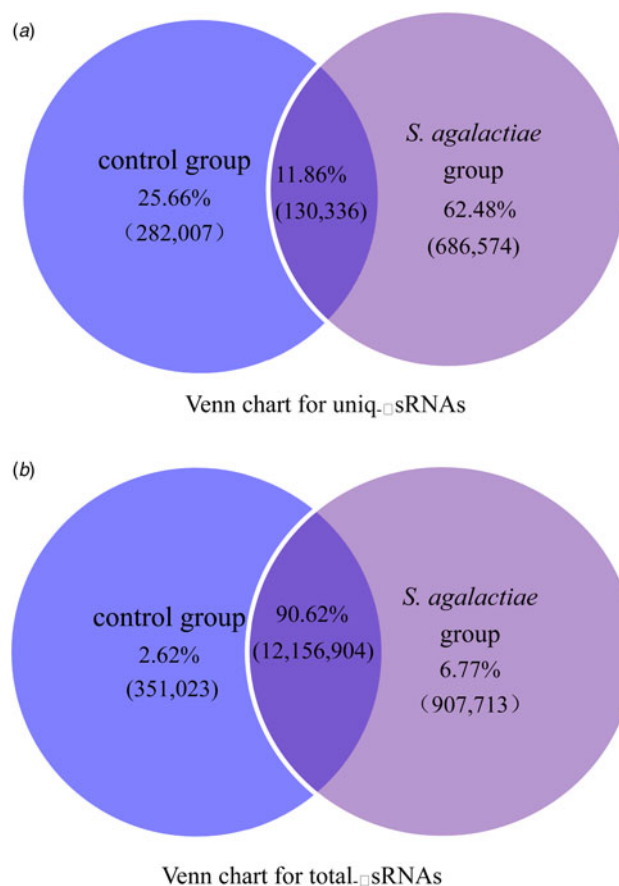 (a)
control group
25.66%
（282,007）
11.86%
(130,336)
S. agalactiae
group
62.48%
(686,574)
Venn chart for uniq-□sRNAs
(b)
control group
2.62%
(351,023)
90.62%
(12,156,904)
S. agalactiae
group
6.77%
（907,713）
Venn chart for total-□sRNAs